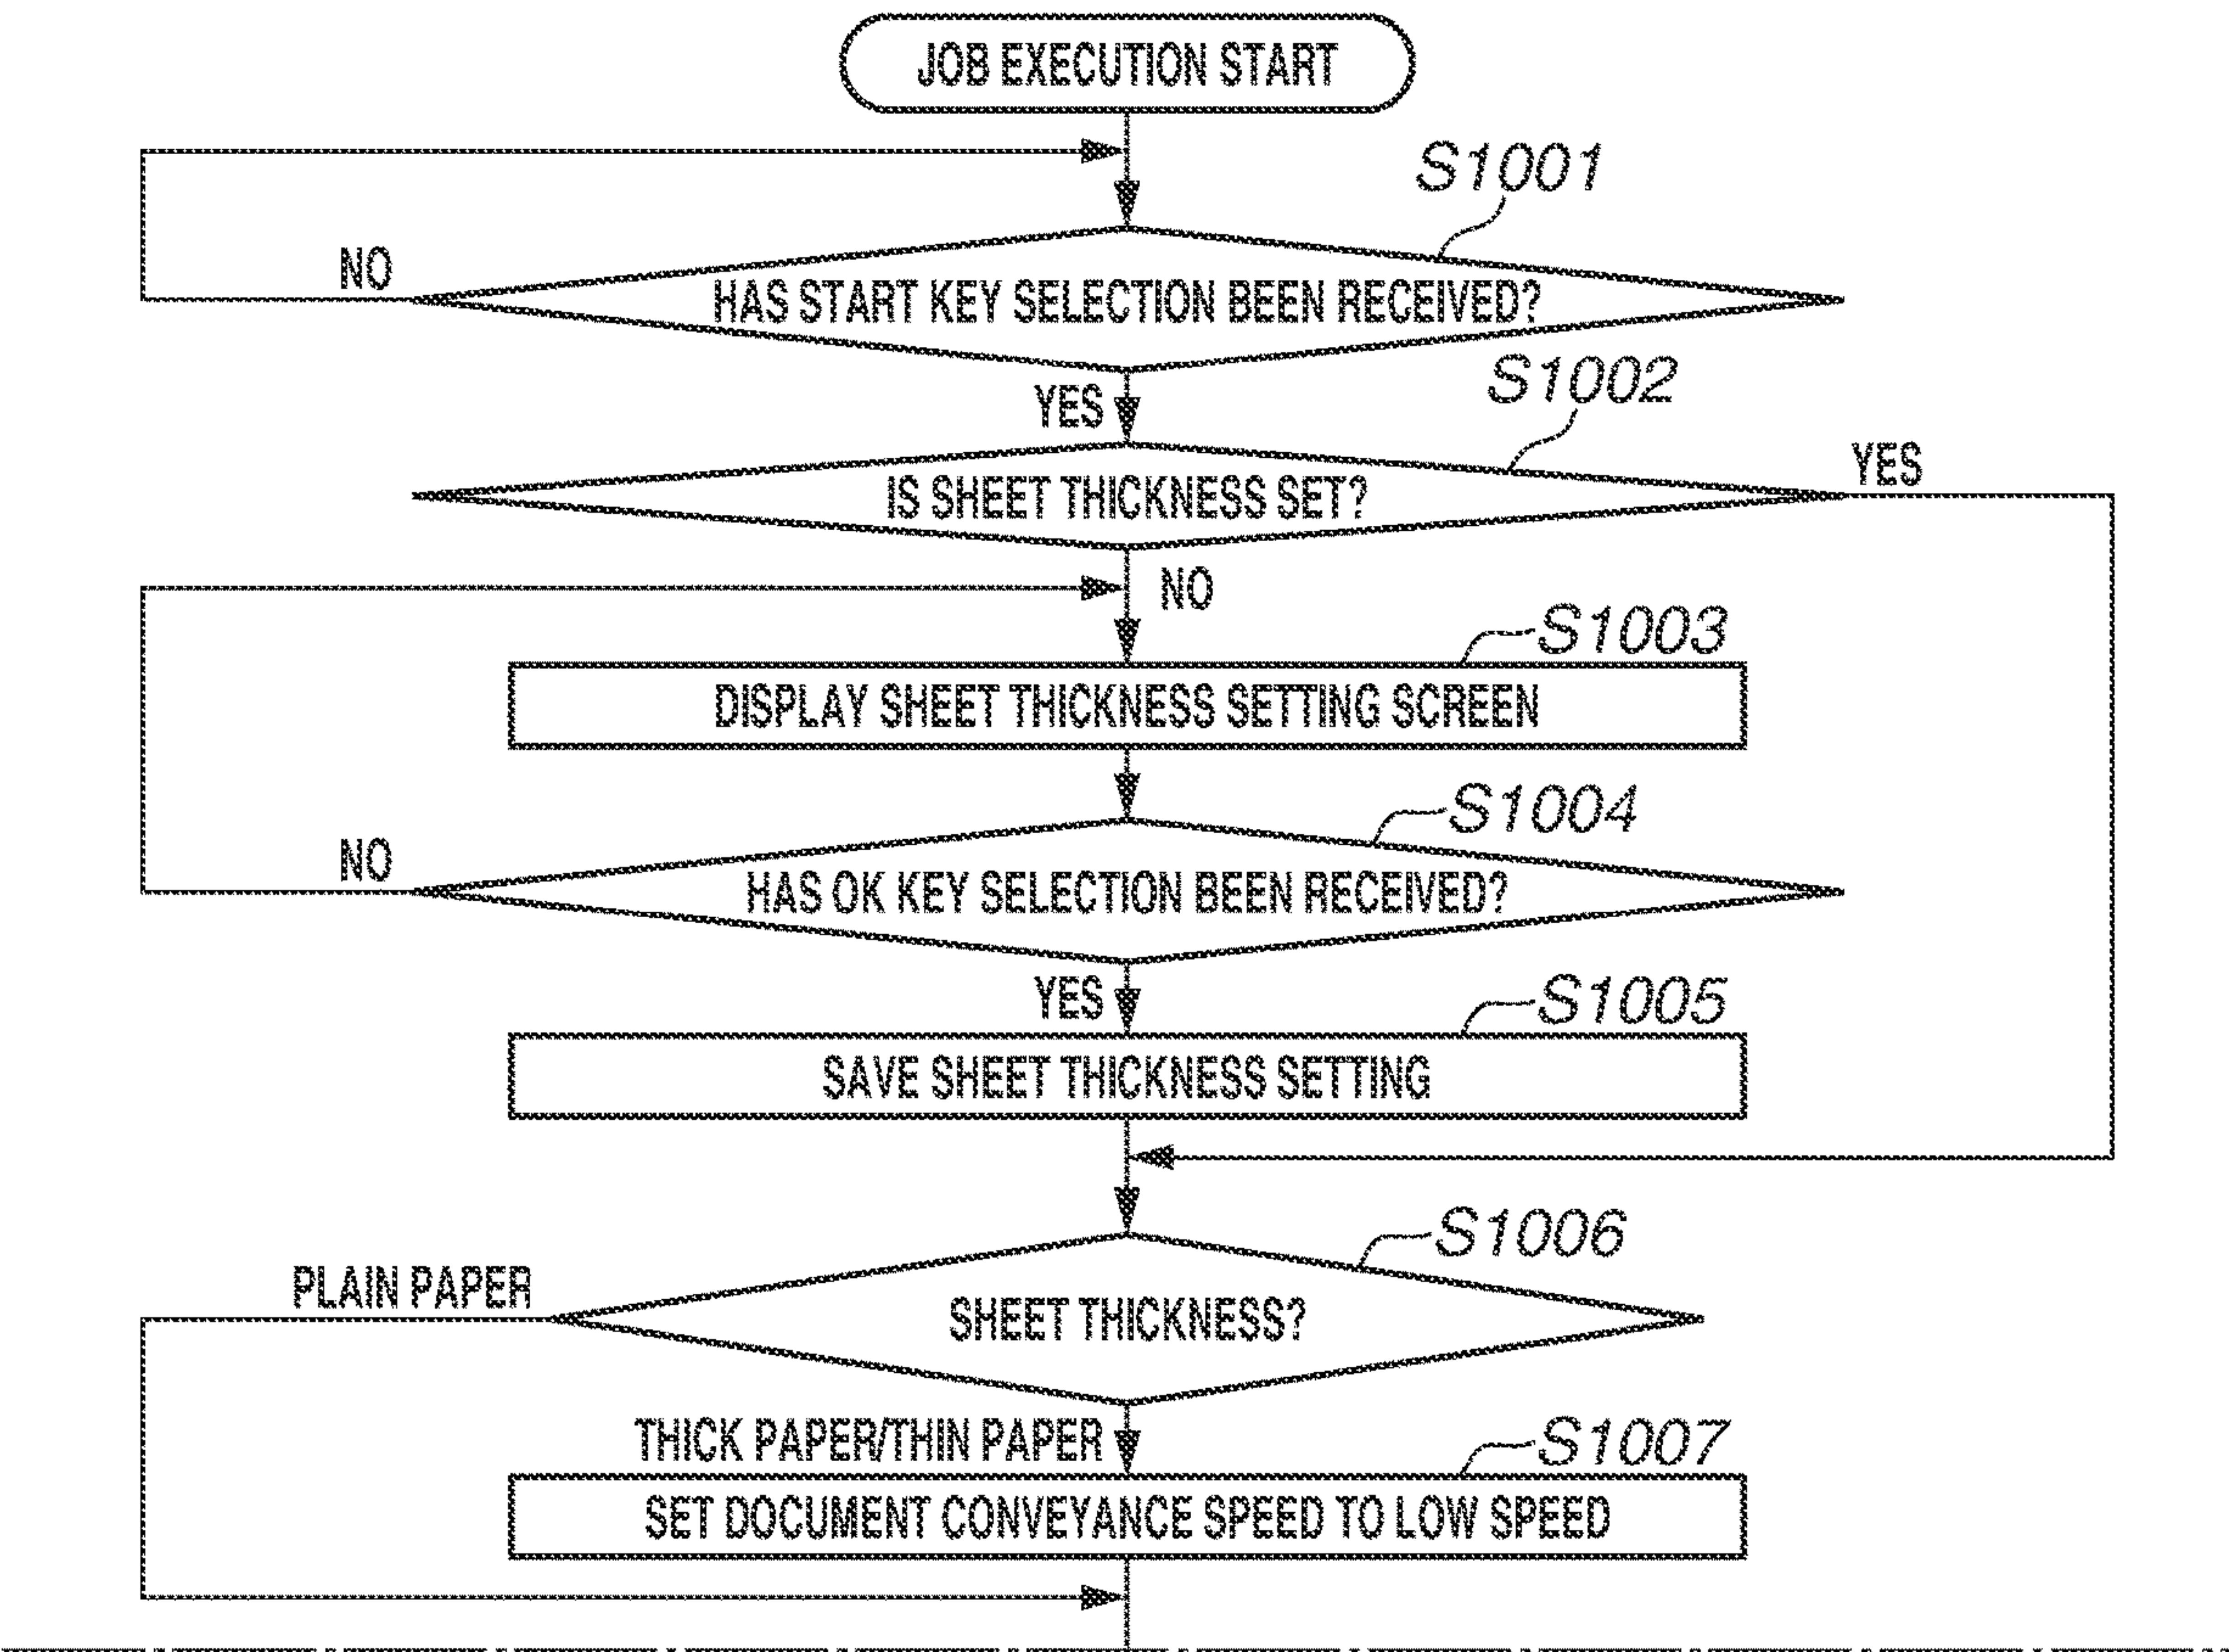 JOB EXECUTION START
S1001
NO
HAS START KEY SELECTION BEEN RECEIVED?
YES
S1002
YES
IS SHEET THICKNESS SET?
NO
S1003
DISPLAY SHEET THICKNESS SETTING SCREEN
S1004
NO
HAS OK KEY SELECTION BEEN RECEIVED?
YES
S1005
SAVE SHEET THICKNESS SETTING
S1006
PLAIN PAPER
SHEET THICKNESS?
THICK PAPER/THIN PAPER
S1007
SET DOCUMENT CONVEYANCE SPEED TO LOW SPEED